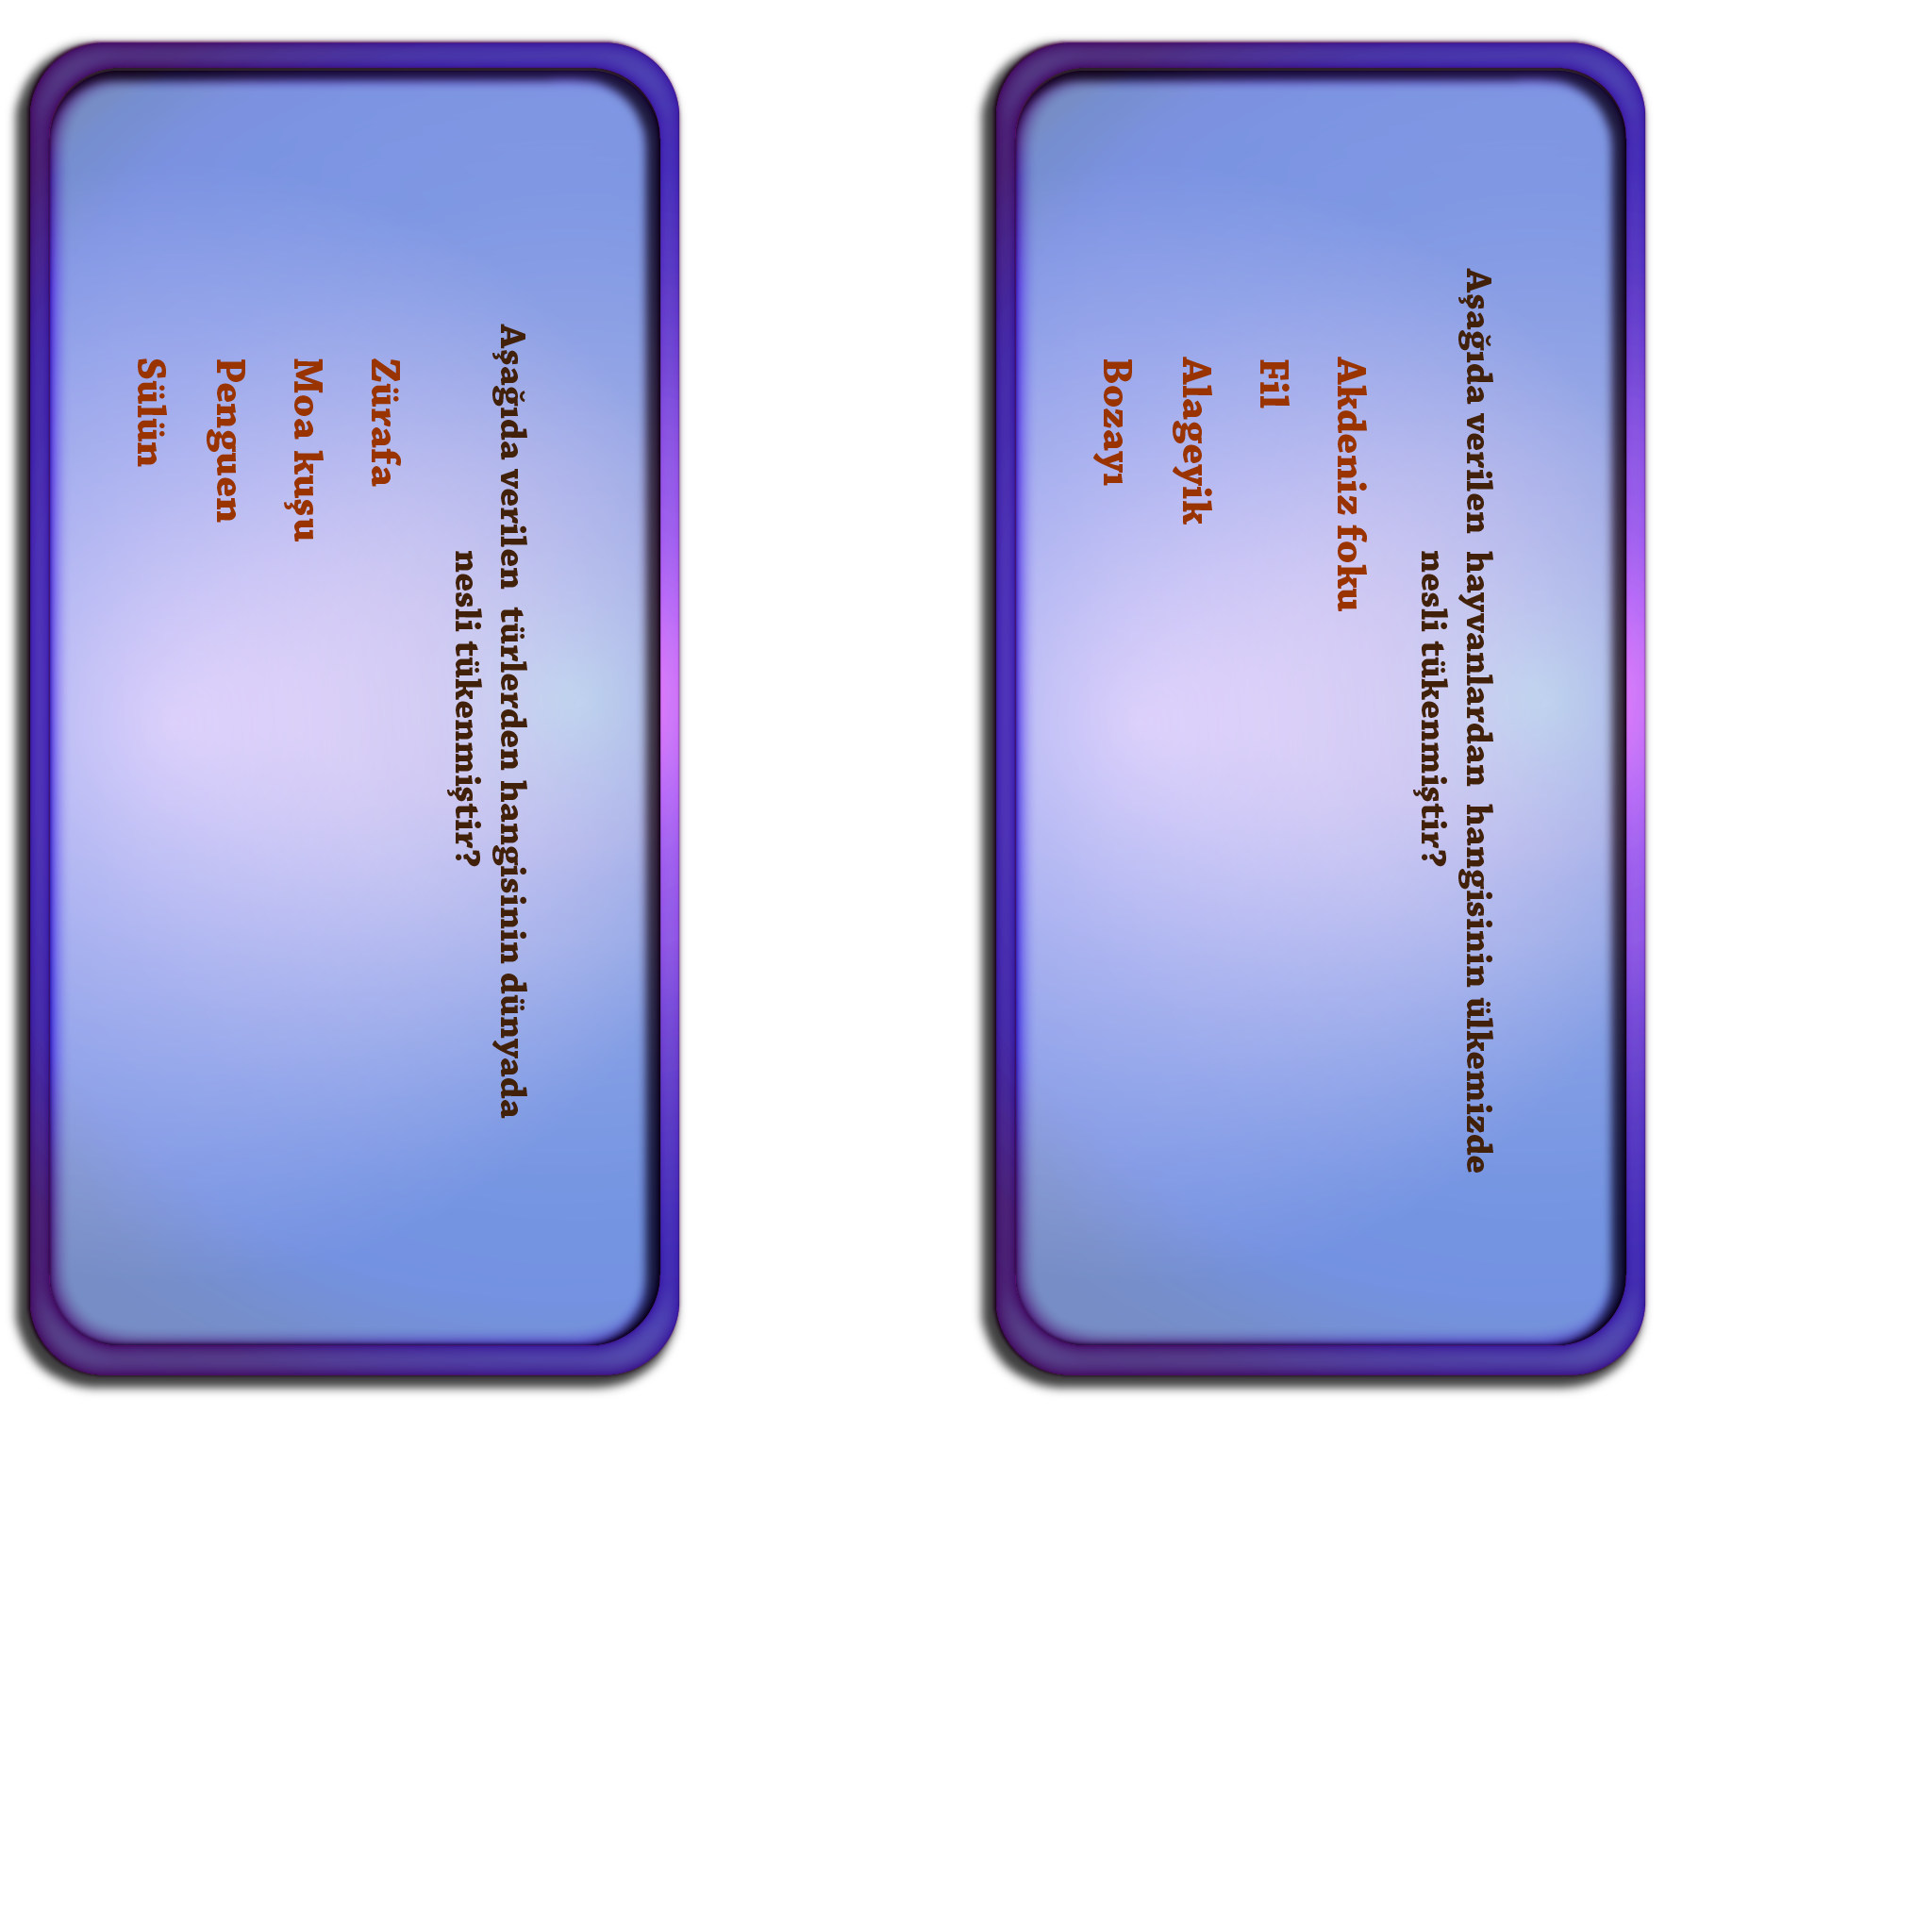 Aşağıda verilen türlerden hangisinin dünyada
nesli tükenmiştir?
Zürafa
Moa kuşu
Penguen
Sülün
Aşağıda verilen hayvanlardan hangisinin ülkemizde
nesli tükenmiştir?
Akdeniz foku
Fil
Alageyik
Bozayı